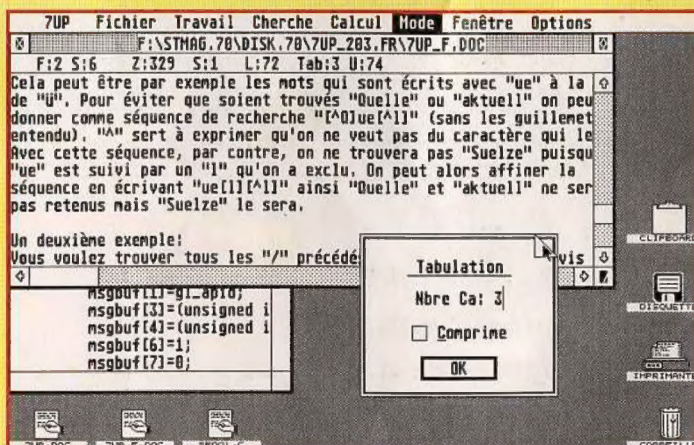 7UP Fichier Travail Cherche Calcul Mode Fenêtre Options
F:\STMAG.70\DISK.70\7UP_203.FR\7UP_F.DOC
F:2 S:6 Z:329 S:1 L:72 Tab:3 U:74
Cela peut être par exemple les mots qui sont écrits avec "ue" à la
de "ü". Pour éviter que soient trouvés "Quelle" ou "aktuell" on peu
donner comme séquence de recherche "[^Q]ue[^l]" (sans les guillemet
entendu). "^" sert à exprimer qu'on ne veut pas du caractère qui le
Avec cette séquence, par contre, on ne trouvera pas "Suelze" puisqu
"ue" est suivi par un "l" qu'on a exclu. On peut alors affiner la
séquence en écrivant "ue[l][^l]" ainsi "Quelle" et "aktuell" ne ser
pas retenus mais "Suelze" le sera.
Un deuxième exemple:
Vous voulez trouver tous les "/" précédés vis
Tabulation
Nbre Ca: 3
Comprime
OK
msgbuf[1]=gl_apid;
msgbuf[3]=(unsigned i
msgbuf[4]=(unsigned i
msgbuf[6]=1;
msgbuf[7]=0;
CLIPBOARD
DISQUETTE
IMPRIMANTE